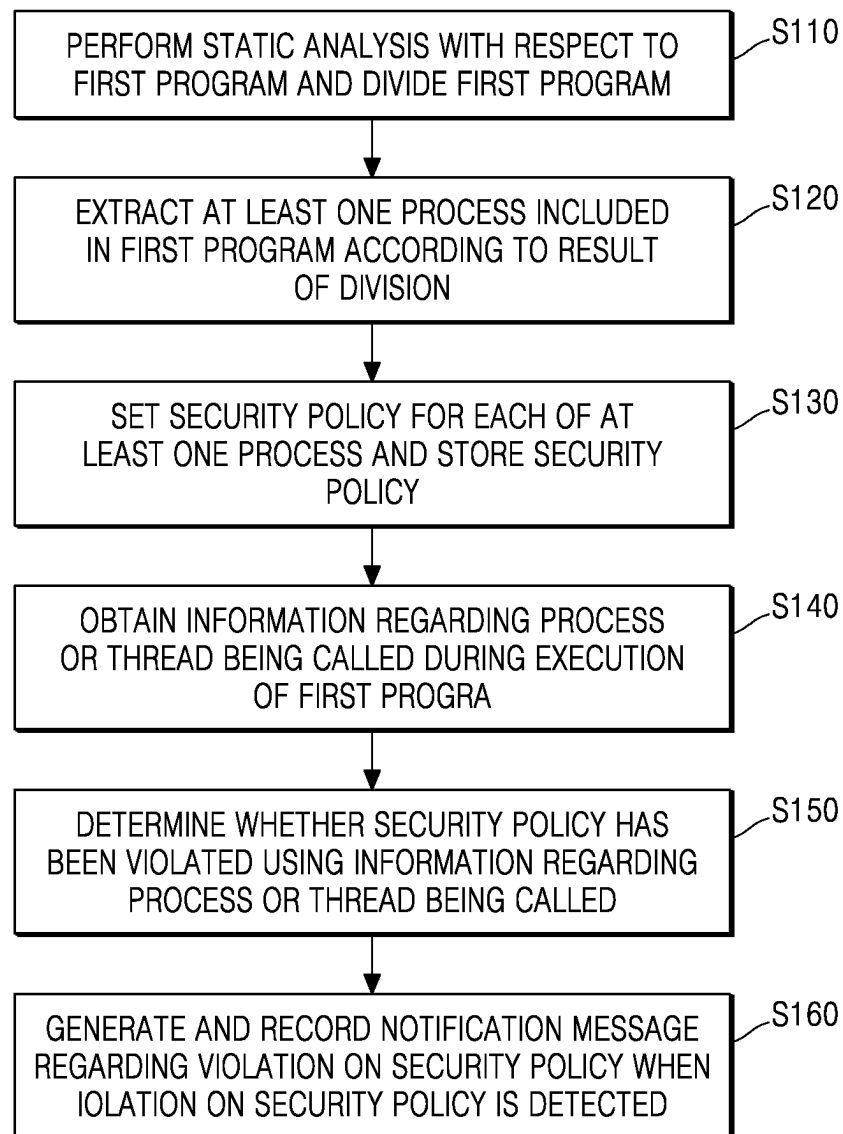 PERFORM STATIC ANALYSIS WITH RESPECT TO
FIRST PROGRAM AND DIVIDE FIRST PROGRAM
S110
EXTRACT AT LEAST ONE PROCESS INCLUDED
IN FIRST PROGRAM ACCORDING TO RESULT
OF DIVISION
S120
SET SECURITY POLICY FOR EACH OF AT
LEAST ONE PROCESS AND STORE SECURITY
POLICY
S130
OBTAIN INFORMATION REGARDING PROCESS
OR THREAD BEING CALLED DURING EXECUTION
OF FIRST PROGRA
S140
DETERMINE WHETHER SECURITY POLICY HAS
BEEN VIOLATED USING INFORMATION REGARDING
PROCESS OR THREAD BEING CALLED
S150
GENERATE AND RECORD NOTIFICATION MESSAGE
REGARDING VIOLATION ON SECURITY POLICY WHEN
IOLATION ON SECURITY POLICY IS DETECTED
S160